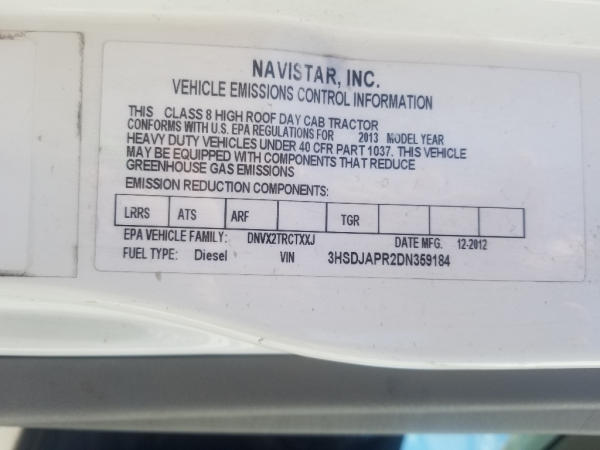 NAVISTAR, INC.
VEHICLE EMISSIONS CONTROL INFORMATION
THIS CLASS 8 HIGH ROOF DAY CAB TRACTOR
CONFORMS WITH U.S. EPA REGULATIONS FOR 2013 MODEL YEAR
HEAVY DUTY VEHICLES UNDER 40 CFR PART 1037. THIS VEHICLE
MAY BE EQUIPPED WITH COMPONENTS THAT REDUCE
GREENHOUSE GAS EMISSIONS
EMISSION REDUCTION COMPONENTS:
LRRS ATS ARF TGR
EPA VEHICLE FAMILY: DNVX2TRCTXXJ DATE MFG. 12-2012
FUEL TYPE: Diesel VIN 3HSDJAPR2DN359184